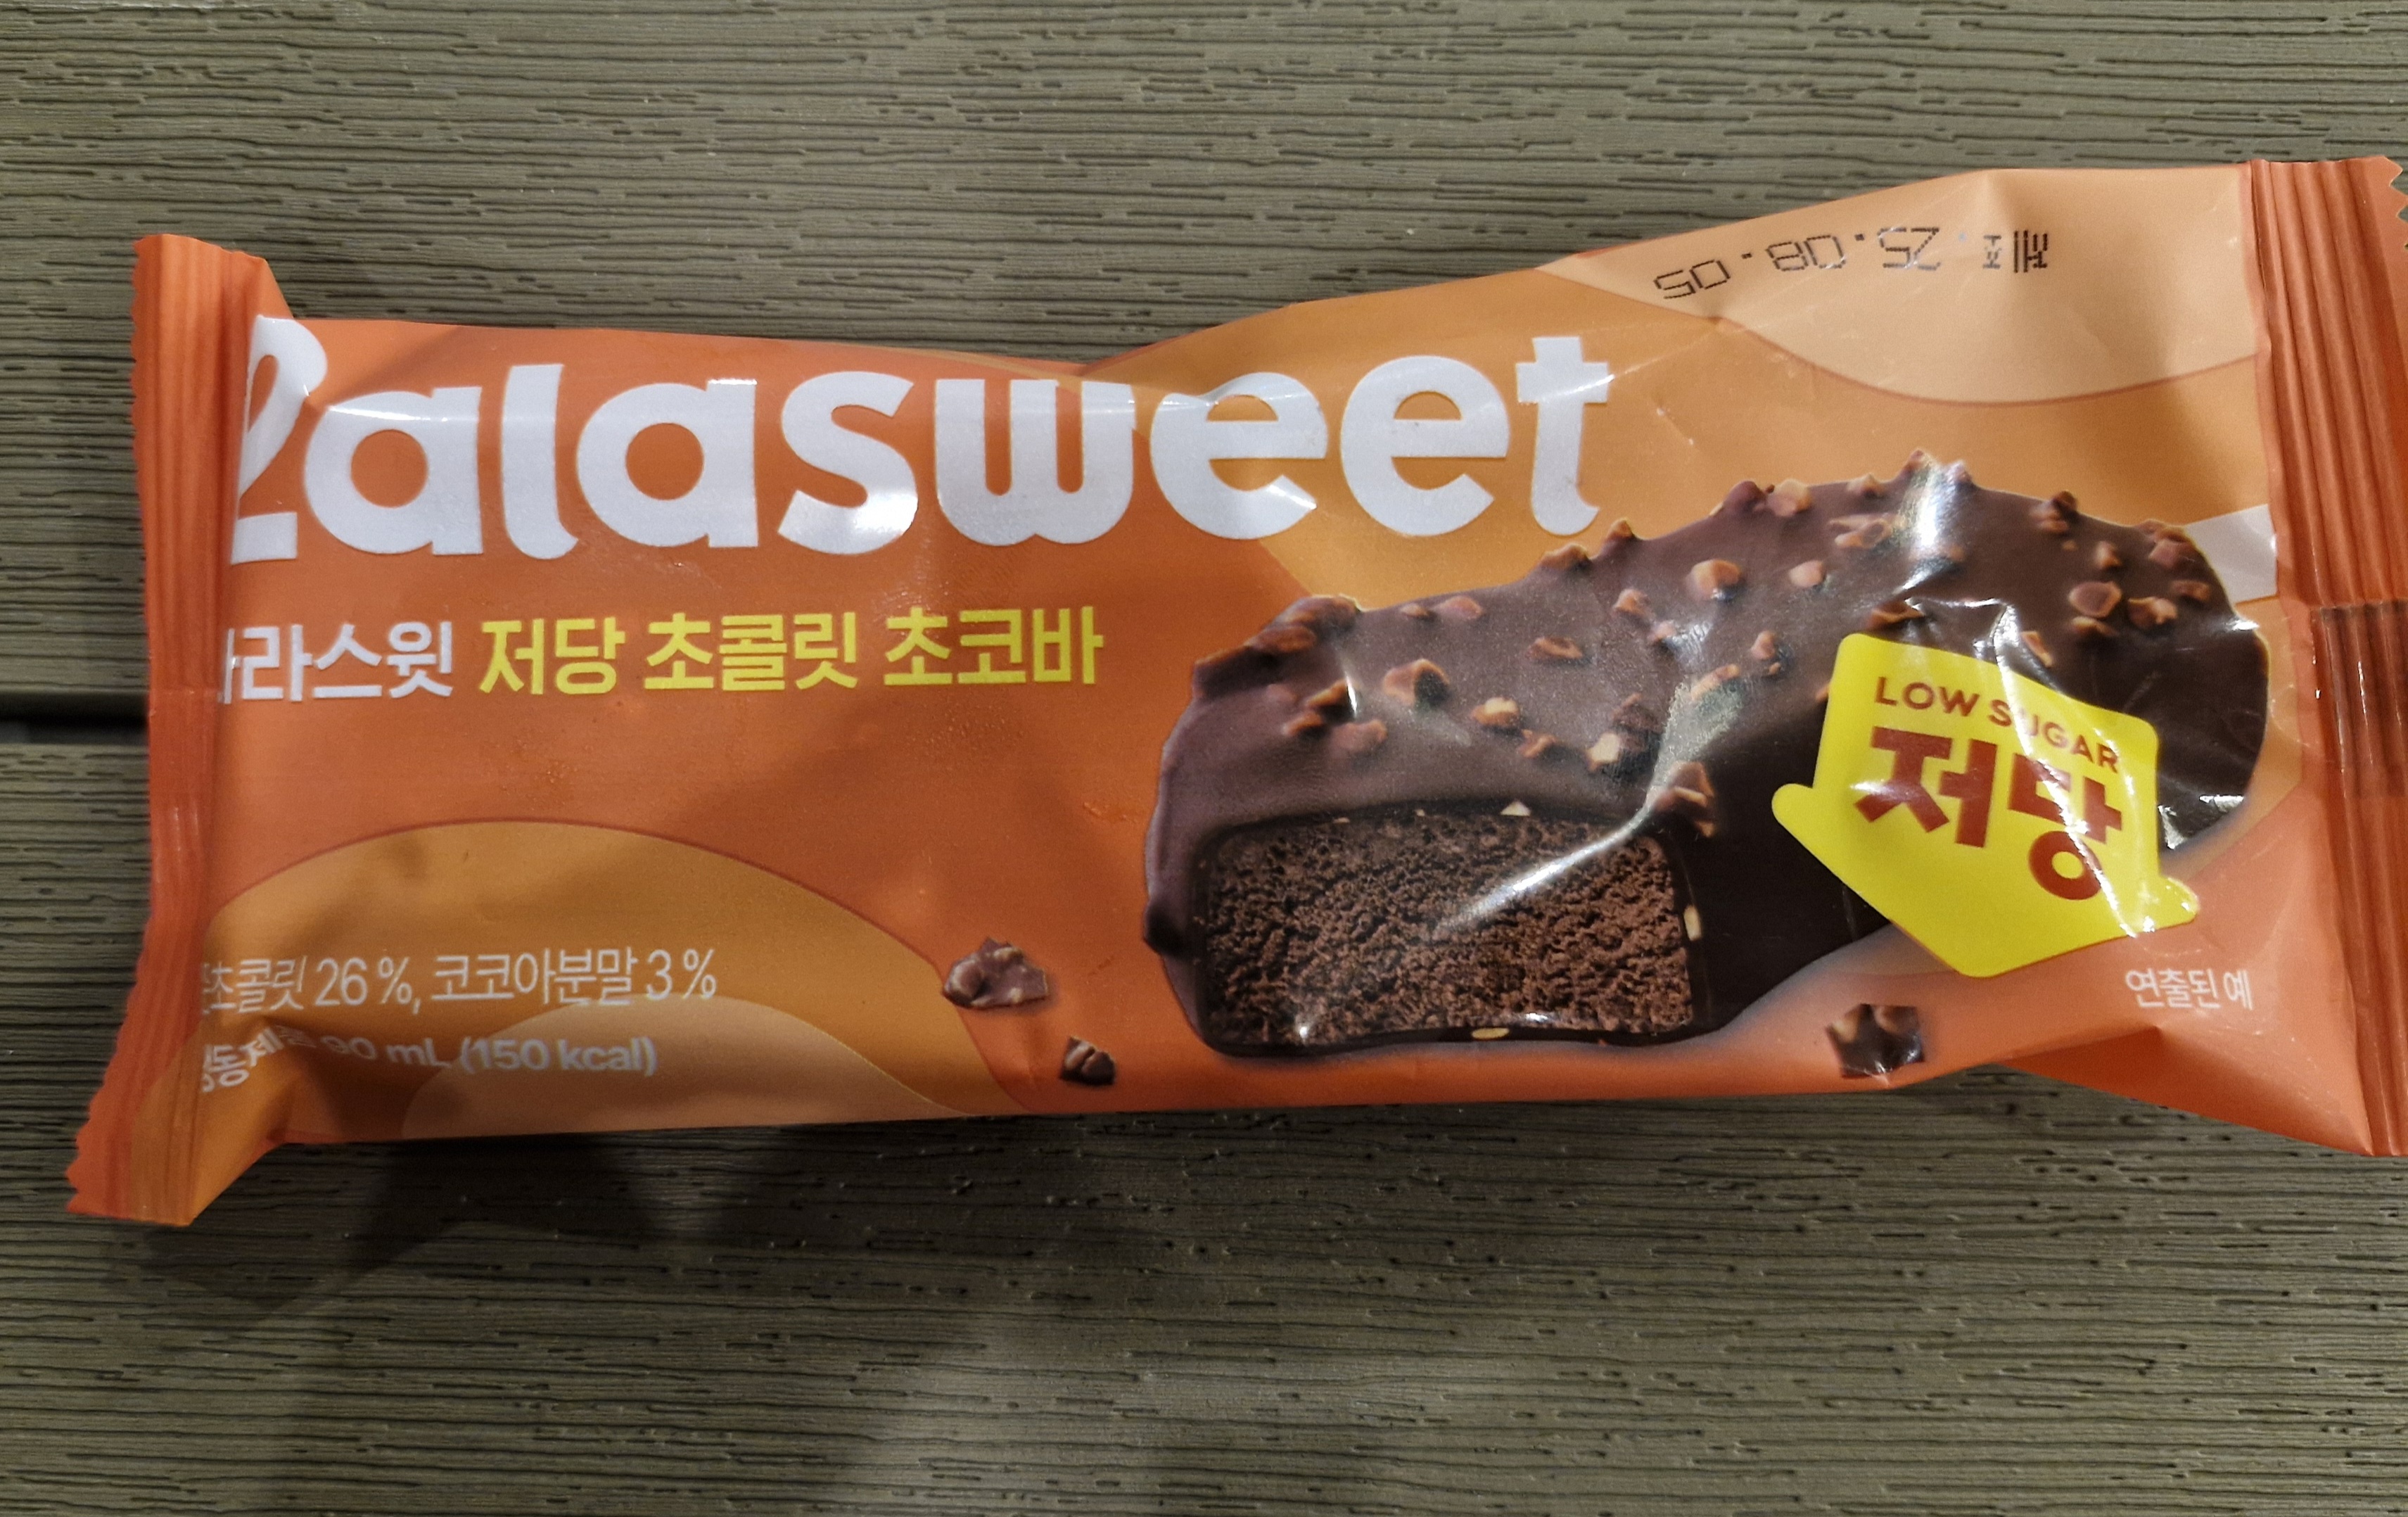 제조. 25.08.05
Lalasweet
라라스윗 저당 초콜릿 초코바
LOW SUGAR
저당
초콜릿 26%, 코코아분말 3%
90 mL (150 kcal)
연출된 예